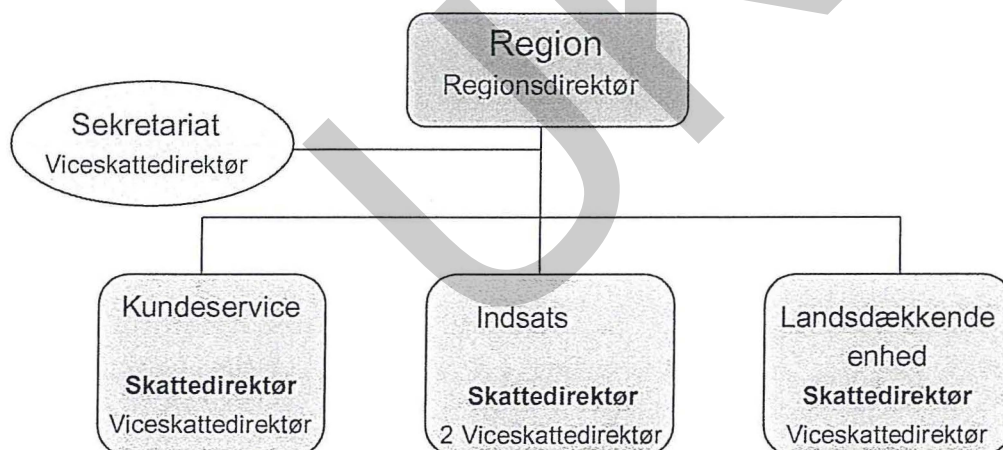 Region
Regionsdirektør
Sekretariat
Viceskattedirektør
Kundeservice
Skattedirektør
Viceskattedirektør
Indsats
Skattedirektør
2 Viceskattedirektør
Landsdækkende
enhed
Skattedirektør
Viceskattedirektør